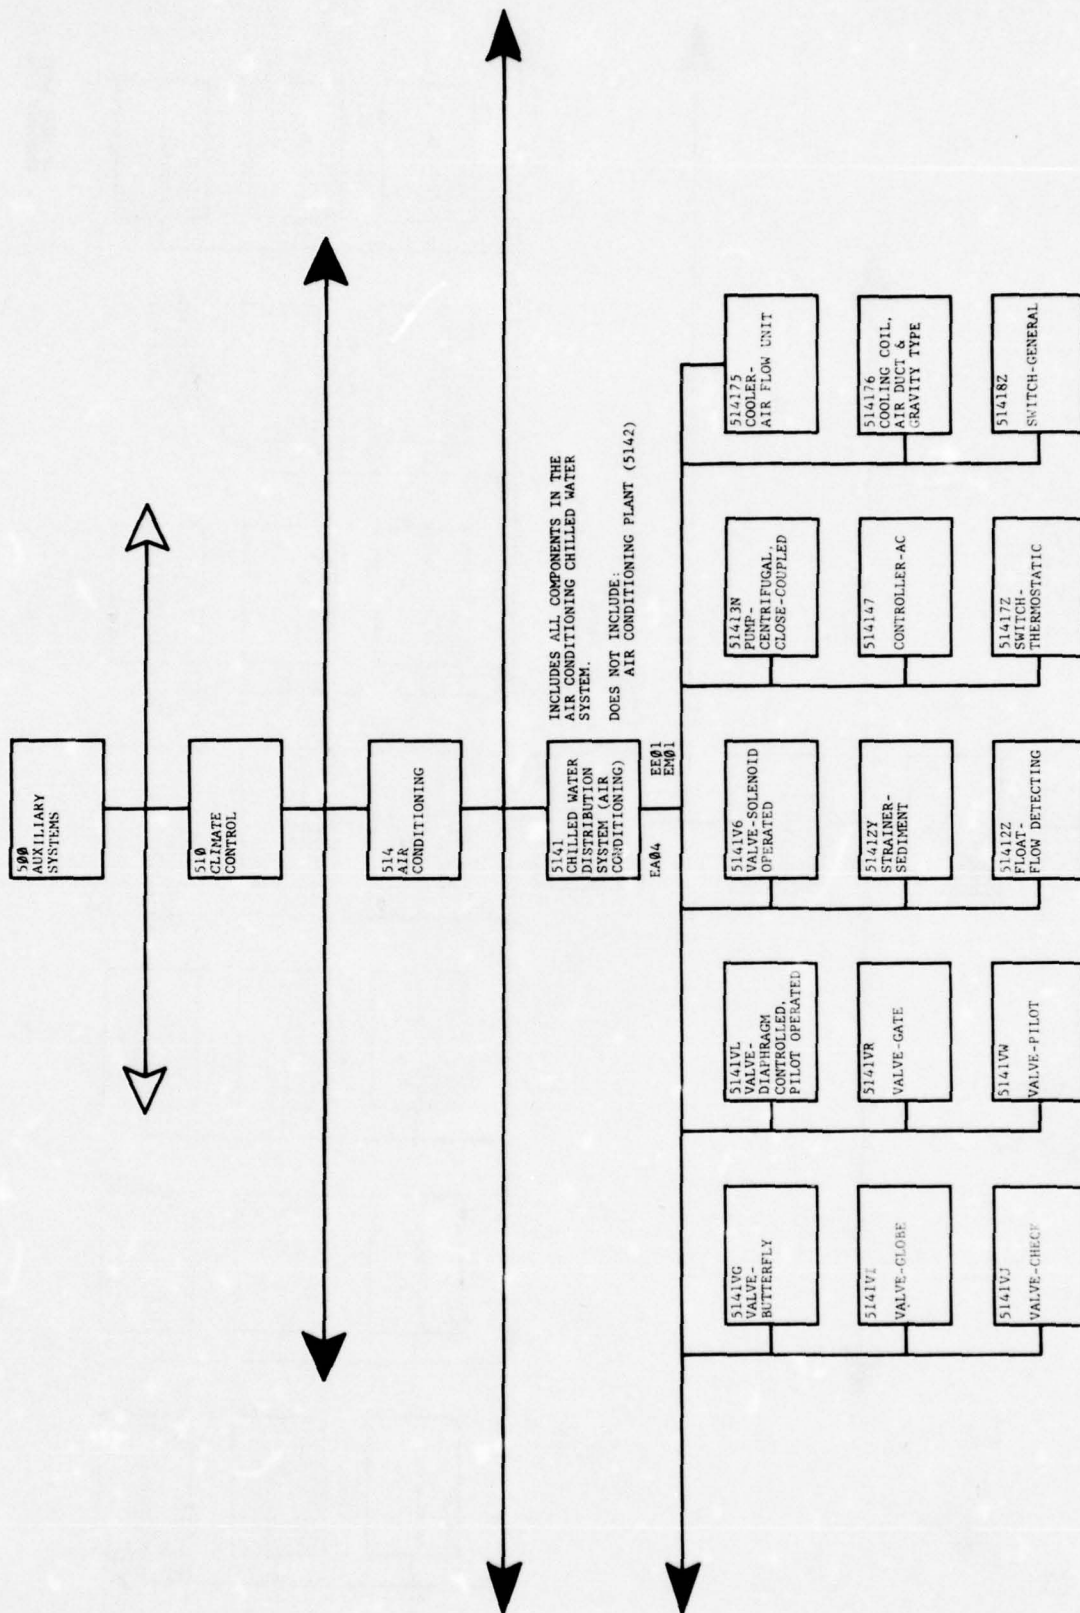 500
AUXILIARY
SYSTEMS
510
CLIMATE
CONTROL
514
AIR
CONDITIONING
5141
CHILLED WATER
DISTRIBUTION
SYSTEM (AIR
CONDITIONING)
INCLUDES ALL COMPONENTS IN THE
AIR CONDITIONING CHILLED WATER
SYSTEM.
DOES NOT INCLUDE:
AIR CONDITIONING PLANT (5142)
EA04
EE01
EM01
5141VG
VALVE-
BUTTERFLY
5141VL
VALVE-
DIAPHRAGM
CONTROLLED,
PILOT OPERATED
5141V6
VALVE-SOLENOID
OPERATED
51413N
PUMP-
CENTRIFUGAL,
CLOSE-COUPLED
514175
COOLER-
AIR FLOW UNIT
5141VI
VALVE-GLOBE
5141VR
VALVE-GATE
51412Y
STRAINER-
SEDIMENT
514147
CONTROLLER-AC
514176
COOLING COIL,
AIR DUCT &
GRAVITY TYPE
5141VJ
VALVE-CHECK
5141VW
VALVE-PILOT
51412Z
FLOAT-
FLOW DETECTING
51417Z
SWITCH-
THERMOSTATIC
51418Z
SWITCH-GENERAL